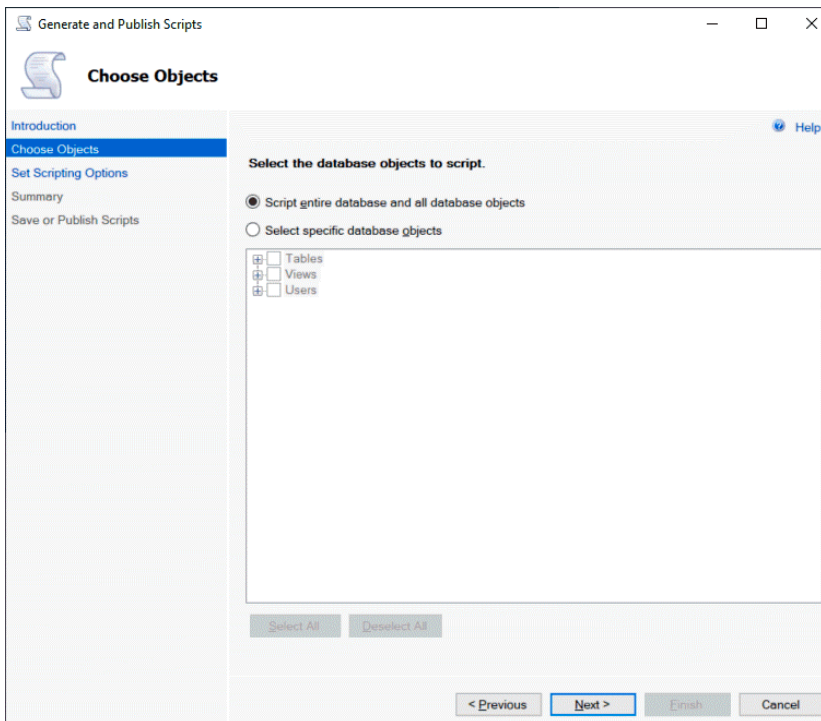 Generate and Publish Scripts
Choose Objects
Introduction
Help
Choose Objects
Set Scripting Options
Summary
Save or Publish Scripts
Select the database objects to script.
Script entire database and all database objects
Select specific database objects
Tables
Views
Users
Select All
Deselect All
< Previous
Next >
Finish
Cancel